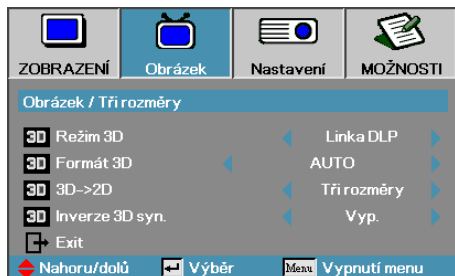 ZOBRAZENÍ Obrázek Nastavení MOŽNOSTI
Obrázek / Tři rozměry
3D Režim 3D Linka DLP
3D Formát 3D AUTO
3D 3D->2D Tři rozměry
3D Inverze 3D syn. Vyp.
Exit
Nahoru/dolů Výběr Menu Vypnutí menu